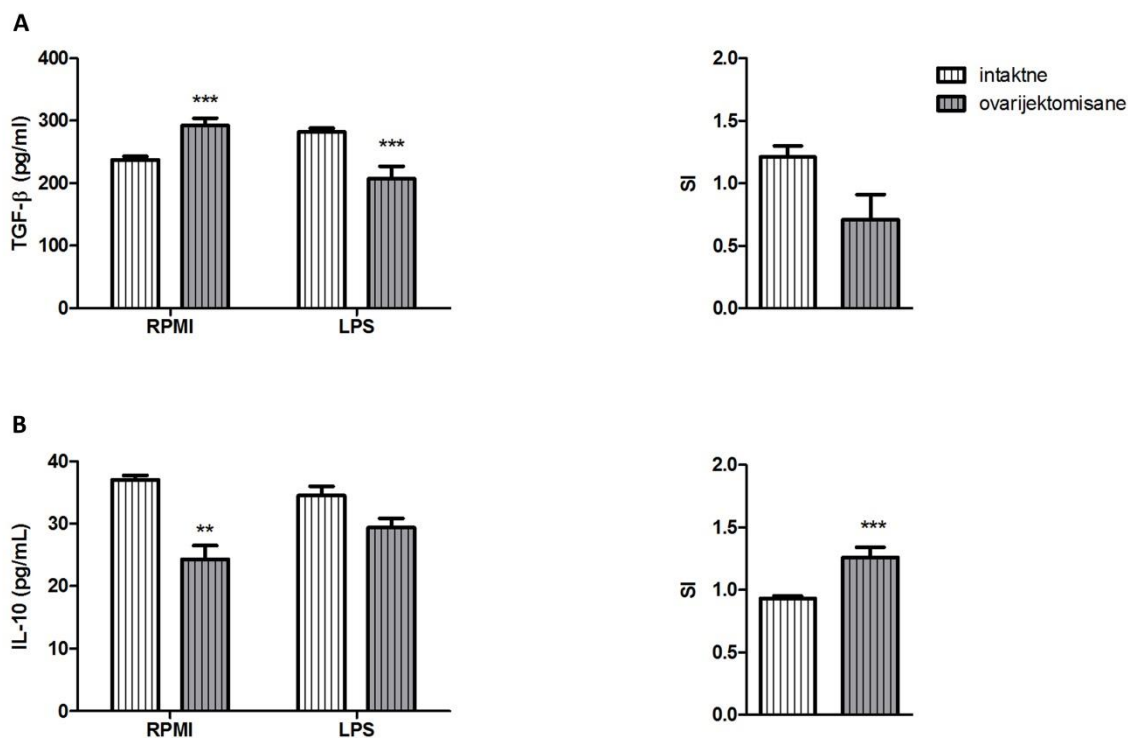 A
TGF-β (pg/ml)
400
300
200
100
0
***
***
RPMI
LPS
SI
2.0
1.5
1.0
0.5
0.0
intaktne
ovarijektomisane
B
IL-10 (pg/mL)
40
30
20
10
0
**
RPMI
LPS
SI
2.0
1.5
1.0
0.5
0.0
***